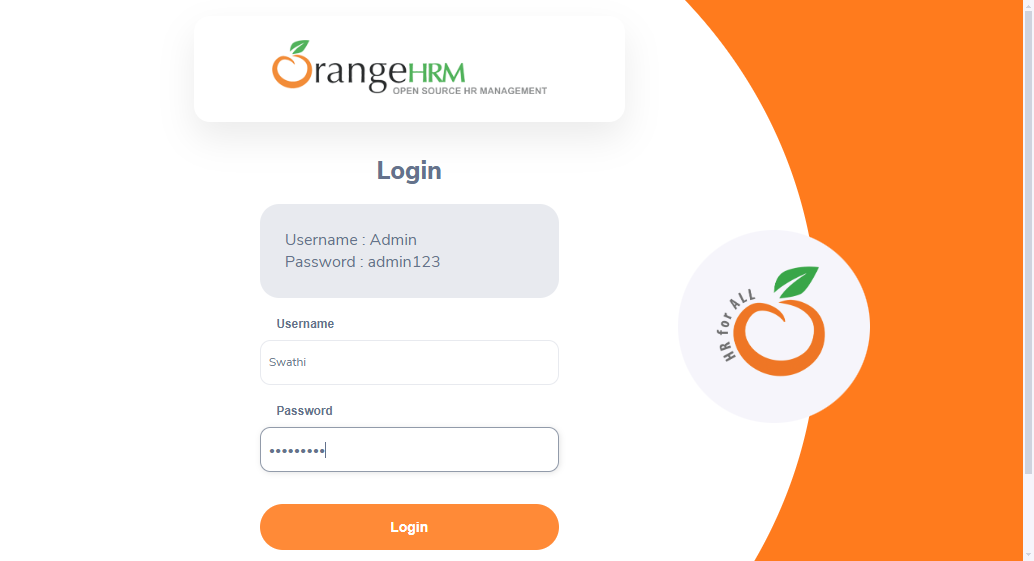 OrangeHRM
OPEN SOURCE HR MANAGEMENT
Login
Username : Admin
Password : admin123
Username
Swathi
Password
•••••••••
Login
HR for ALL